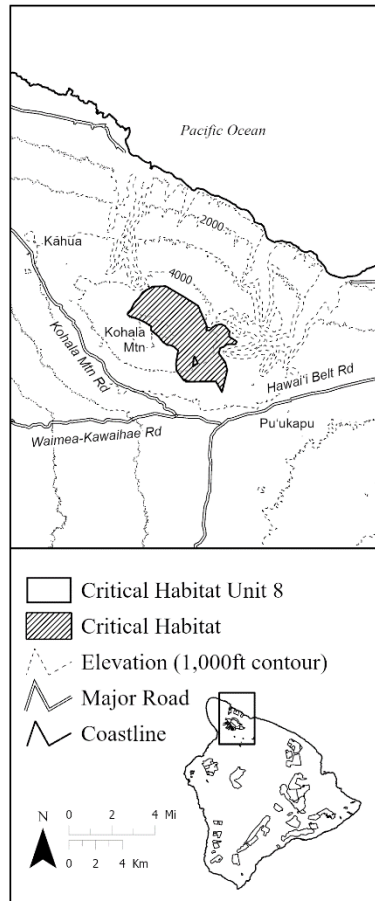 Pacific Ocean
2000
Kāhua
4000
Kohala
Mtn
Kohala Mtn Rd
Hawai'i Belt Rd
Pu'ukapu
Waimea-Kawaihae Rd
Critical Habitat Unit 8
Critical Habitat
Elevation (1,000ft contour)
Major Road
Coastline
N
0 2 4 Mi
0 2 4 Km